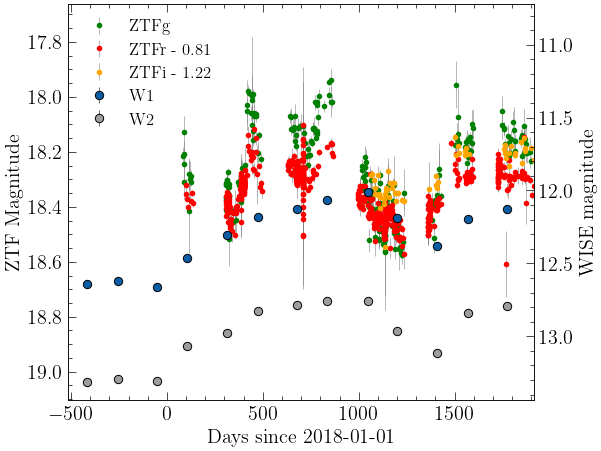 ZTFg
ZTFr - 0.81
ZTFi - 1.22
W1
W2
17.8
18.0
18.2
18.4
18.6
18.8
19.0
ZTF Magnitude
11.0
11.5
12.0
12.5
13.0
WISE magnitude
−500
0
500
1000
1500
Days since 2018-01-01